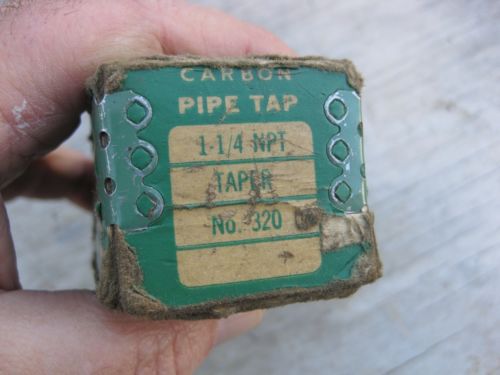 CARBON
PIPE TAP
1-1/4 NPT
TAPER
No. 320